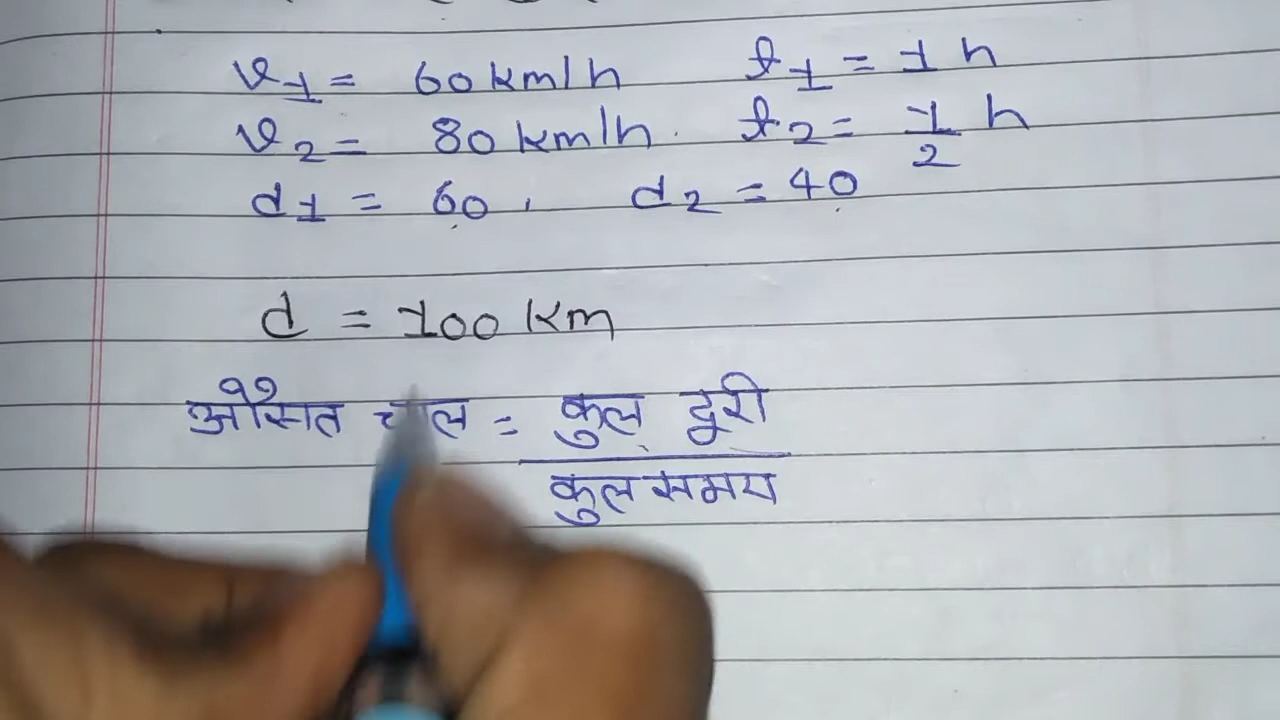 v1 = 60 km/h t1 = 1 h
v2 = 80 km/h. t2 = 1/2 h
d1 = 60, d2 = 40
d = 100 km
औसत चाल = कुल दूरी / कुल समय